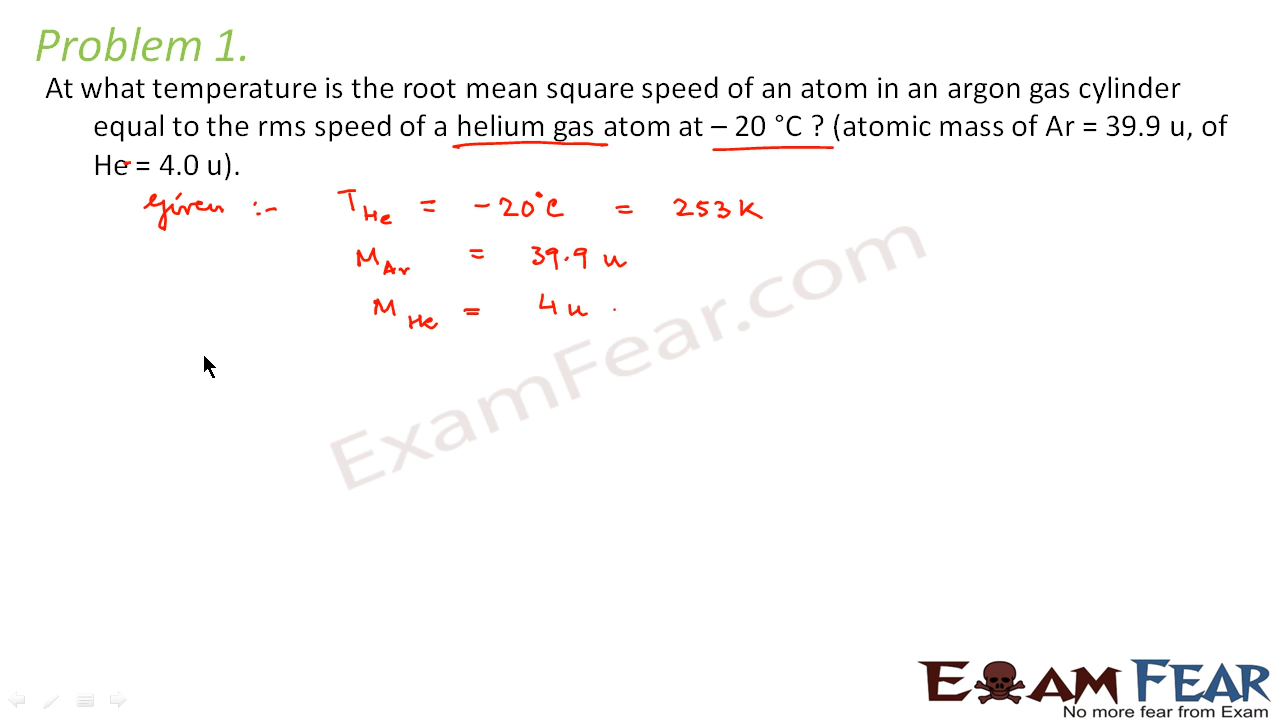 Problem 1.
At what temperature is the root mean square speed of an atom in an argon gas cylinder
equal to the rms speed of a helium gas atom at – 20 °C ? (atomic mass of Ar = 39.9 u, of
He = 4.0 u).
Given :- T_He = -20°C = 253 K
M_Ar = 39.9 u
M_He = 4 u
ExamFear.com
EXAM FEAR
No more fear from Exam